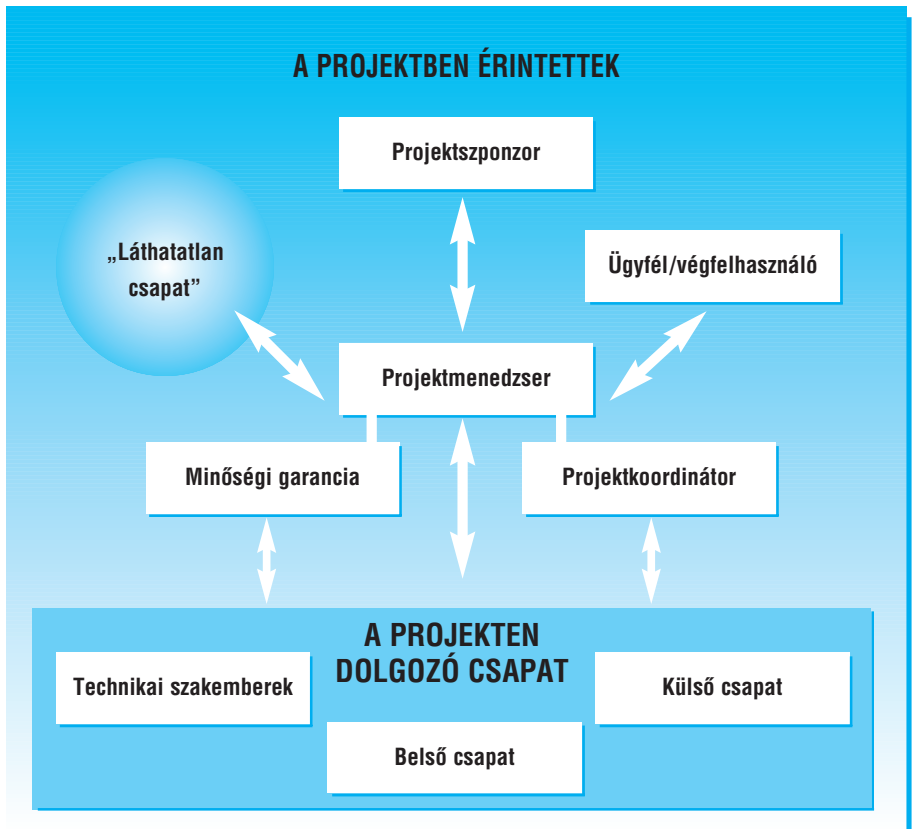 A PROJEKTBEN ÉRINTETTEK
Projektszponzor
„Láthatatlan
csapat”
Ügyfél/végfelhasználó
Projektmenedzser
Minőségi garancia
Projektkoordinátor
A PROJEKTEN
DOLGOZÓ CSAPAT
Technikai szakemberek
Külső csapat
Belső csapat